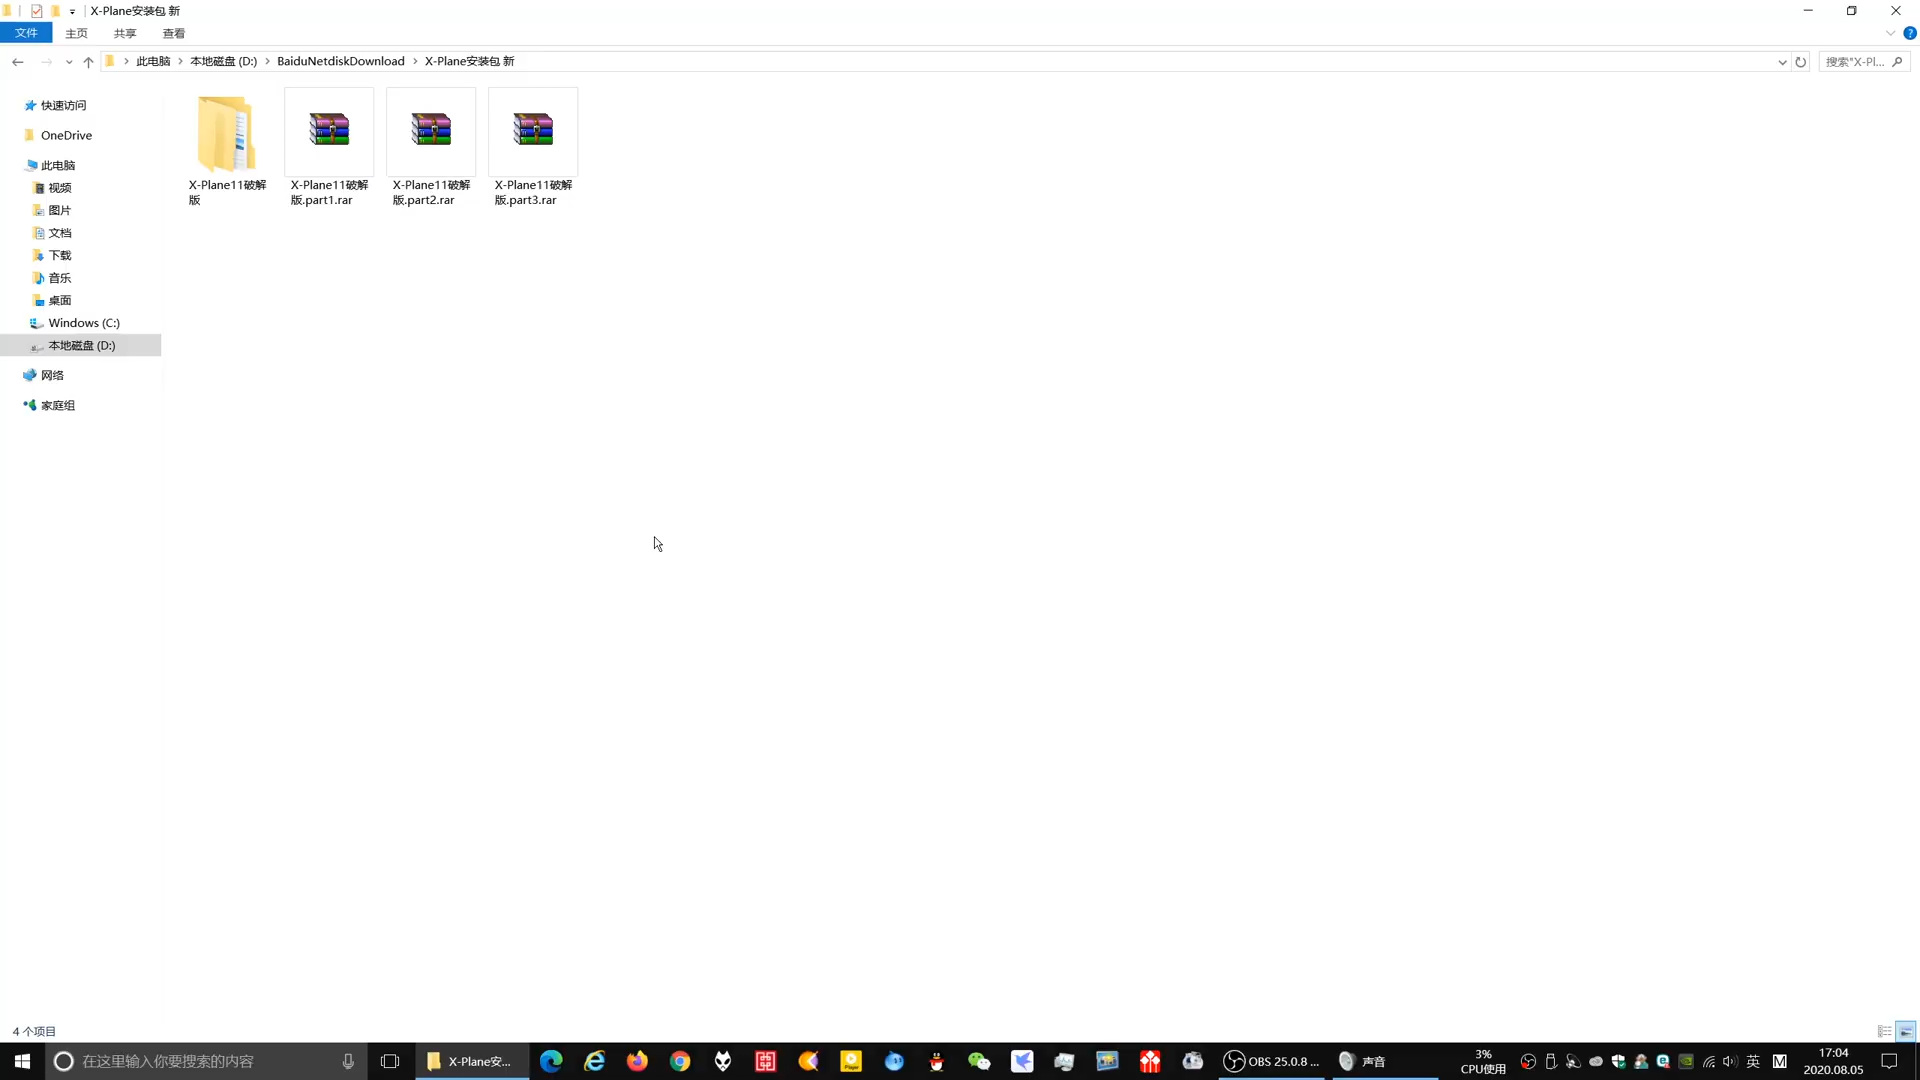 X-Plane安装包 新
文件 主页 共享 查看
此电脑 本地磁盘 (D:) BaiduNetdiskDownload X-Plane安装包 新
搜索"X-Pl...
快速访问
OneDrive
此电脑
视频
图片
文档
下载
音乐
桌面
Windows (C:)
本地磁盘 (D:)
网络
家庭组
X-Plane11破解
版
X-Plane11破解
版.part1.rar
X-Plane11破解
版.part2.rar
X-Plane11破解
版.part3.rar
4 个项目
在这里输入你要搜索的内容
X-Plane安...
OBS 25.0.8 ...
声音
3%
CPU使用
英
M
17:04
2020.08.05